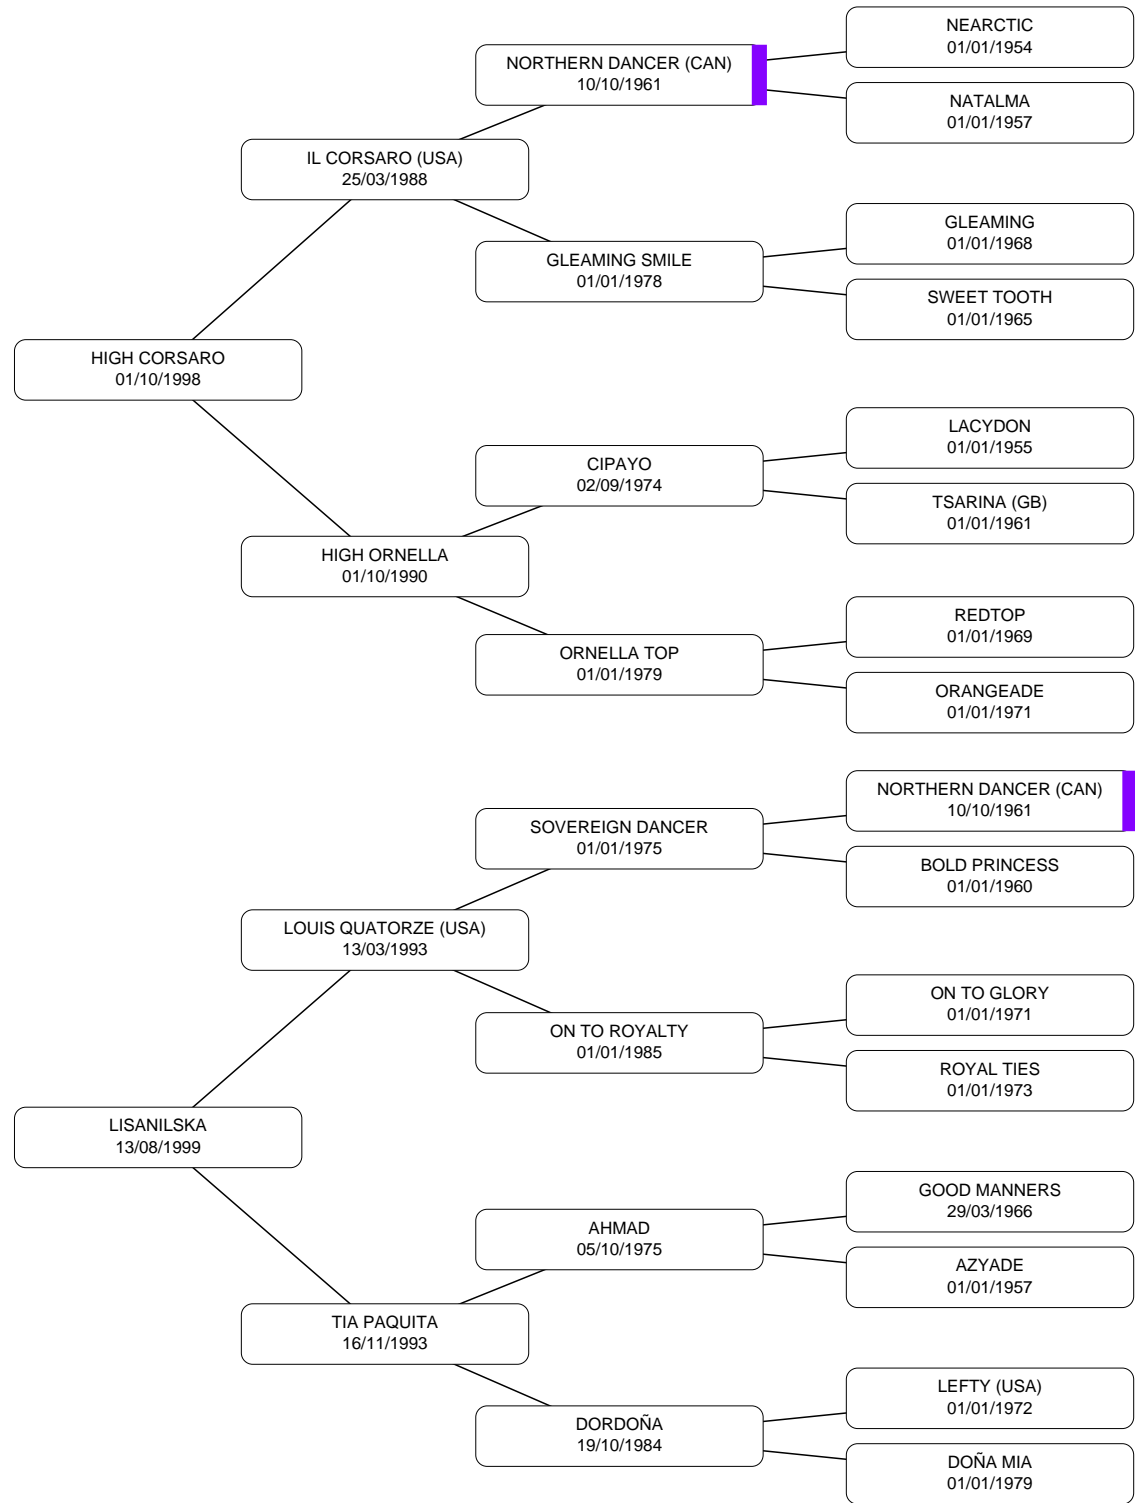 NEARCTIC
01/01/1954
NORTHERN DANCER (CAN)
10/10/1961
NATALMA
01/01/1957
IL CORSARO (USA)
25/03/1988
GLEAMING
01/01/1968
GLEAMING SMILE
01/01/1978
SWEET TOOTH
01/01/1965
HIGH CORSARO
01/10/1998
LACYDON
01/01/1955
CIPAYO
02/09/1974
TSARINA (GB)
01/01/1961
HIGH ORNELLA
01/10/1990
REDTOP
01/01/1969
ORNELLA TOP
01/01/1979
ORANGEADE
01/01/1971
NORTHERN DANCER (CAN)
10/10/1961
SOVEREIGN DANCER
01/01/1975
BOLD PRINCESS
01/01/1960
LOUIS QUATORZE (USA)
13/03/1993
ON TO GLORY
01/01/1971
ON TO ROYALTY
01/01/1985
ROYAL TIES
01/01/1973
LISANILSKA
13/08/1999
GOOD MANNERS
29/03/1966
AHMAD
05/10/1975
AZYADE
01/01/1957
TIA PAQUITA
16/11/1993
LEFTY (USA)
01/01/1972
DORDOÑA
19/10/1984
DOÑA MIA
01/01/1979